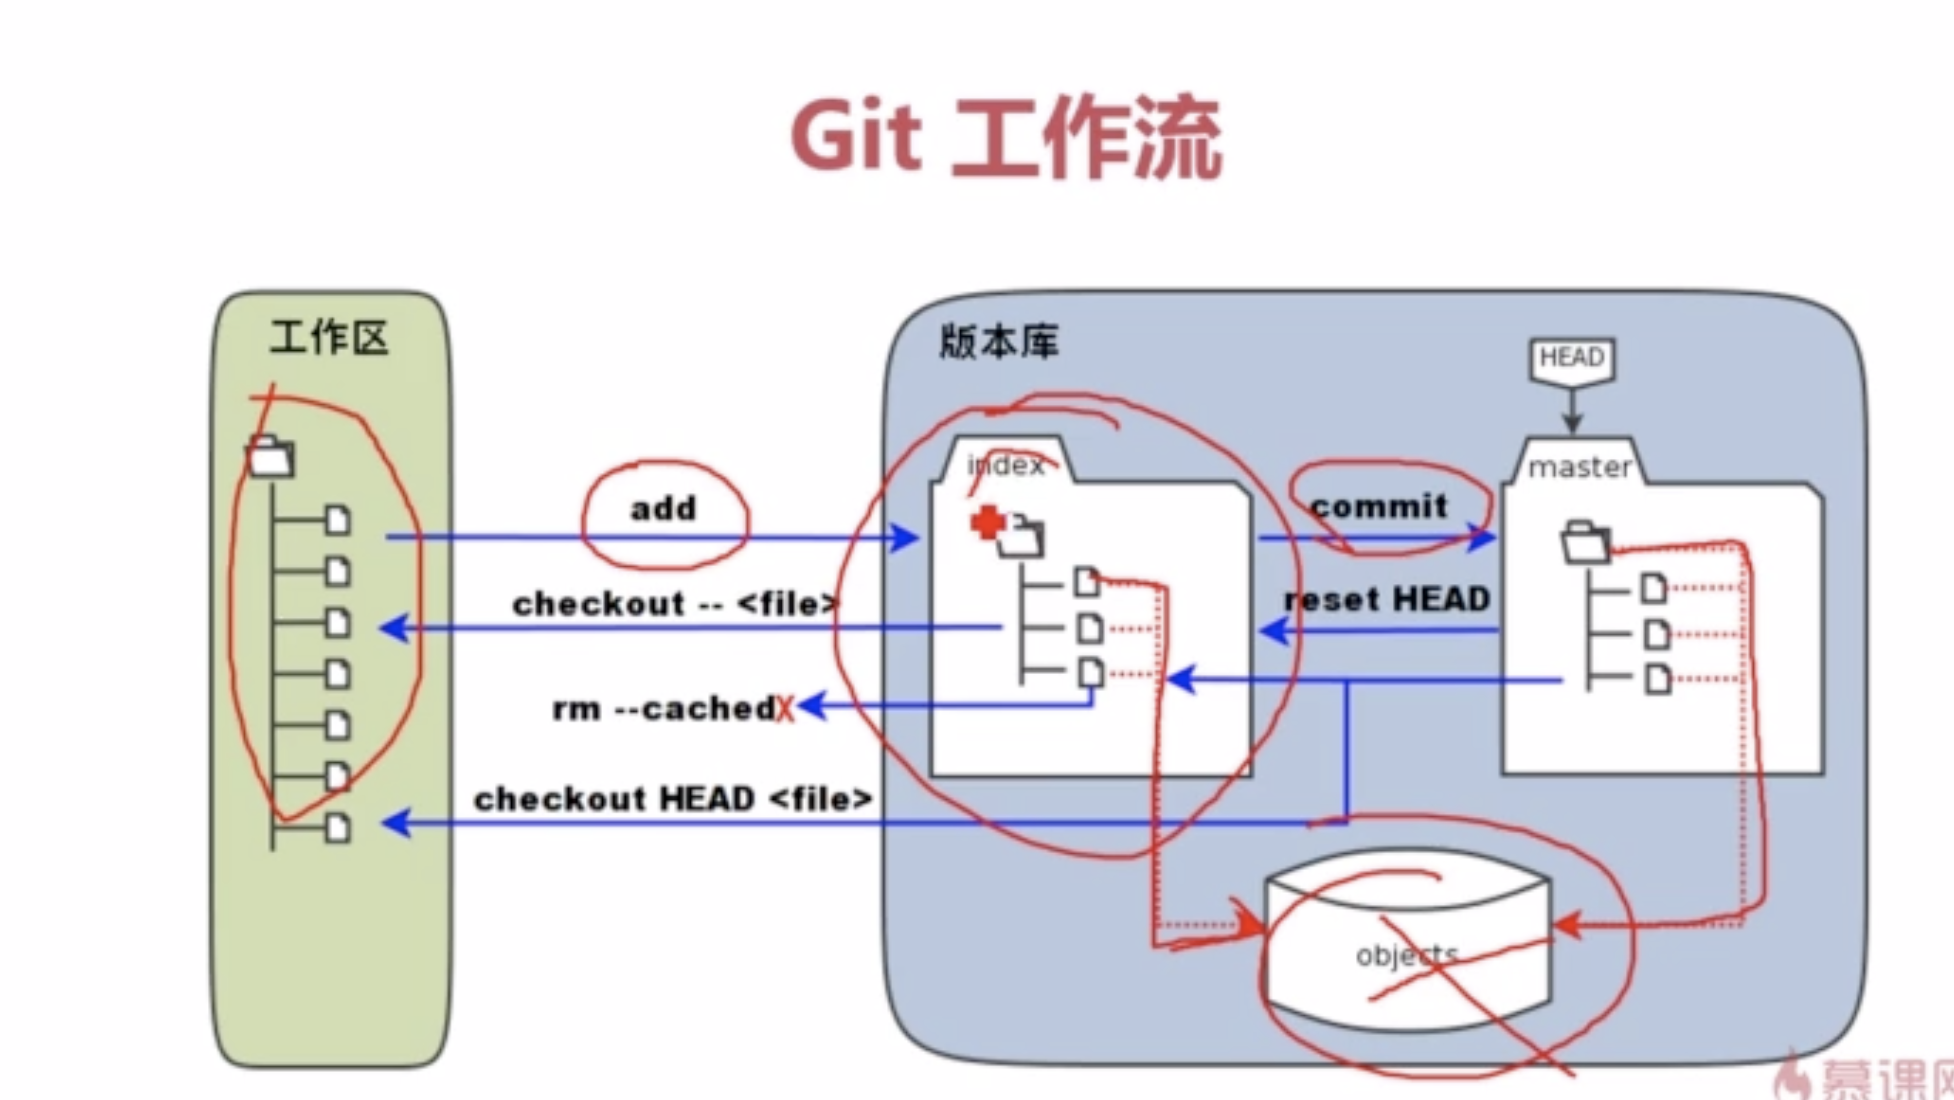 Git 工作流
工作区
版本库
HEAD
index
master
add
commit
checkout -- <file>
reset HEAD
rm --cachedX
checkout HEAD <file>
objects
慕课网